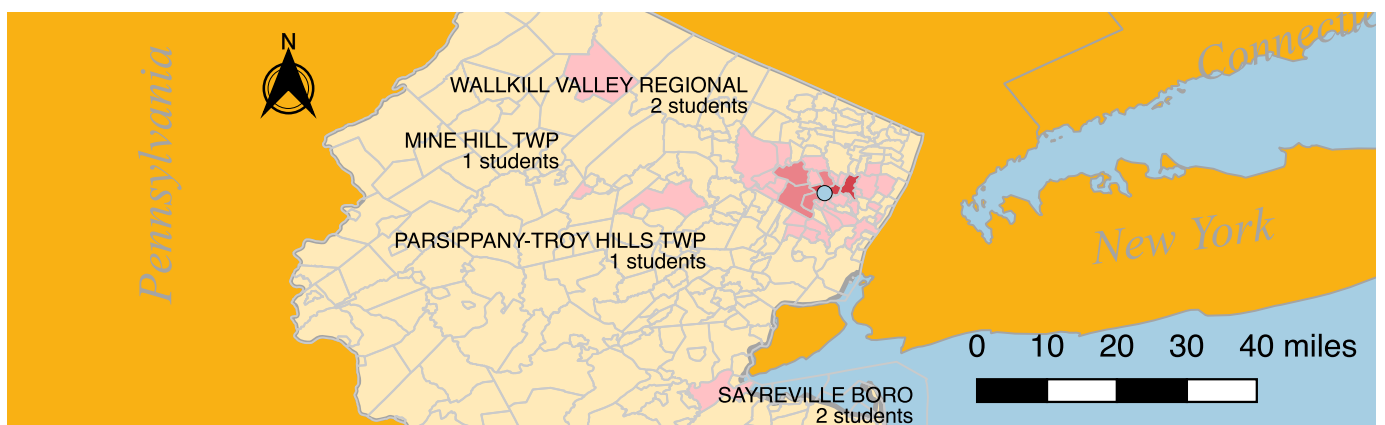 N
Pennsylvania
WALLKILL VALLEY REGIONAL
2 students
MINE HILL TWP
1 students
PARSIPPANY-TROY HILLS TWP
1 students
New York
0 10 20 30 40 miles
SAYREVILLE BORO
2 students